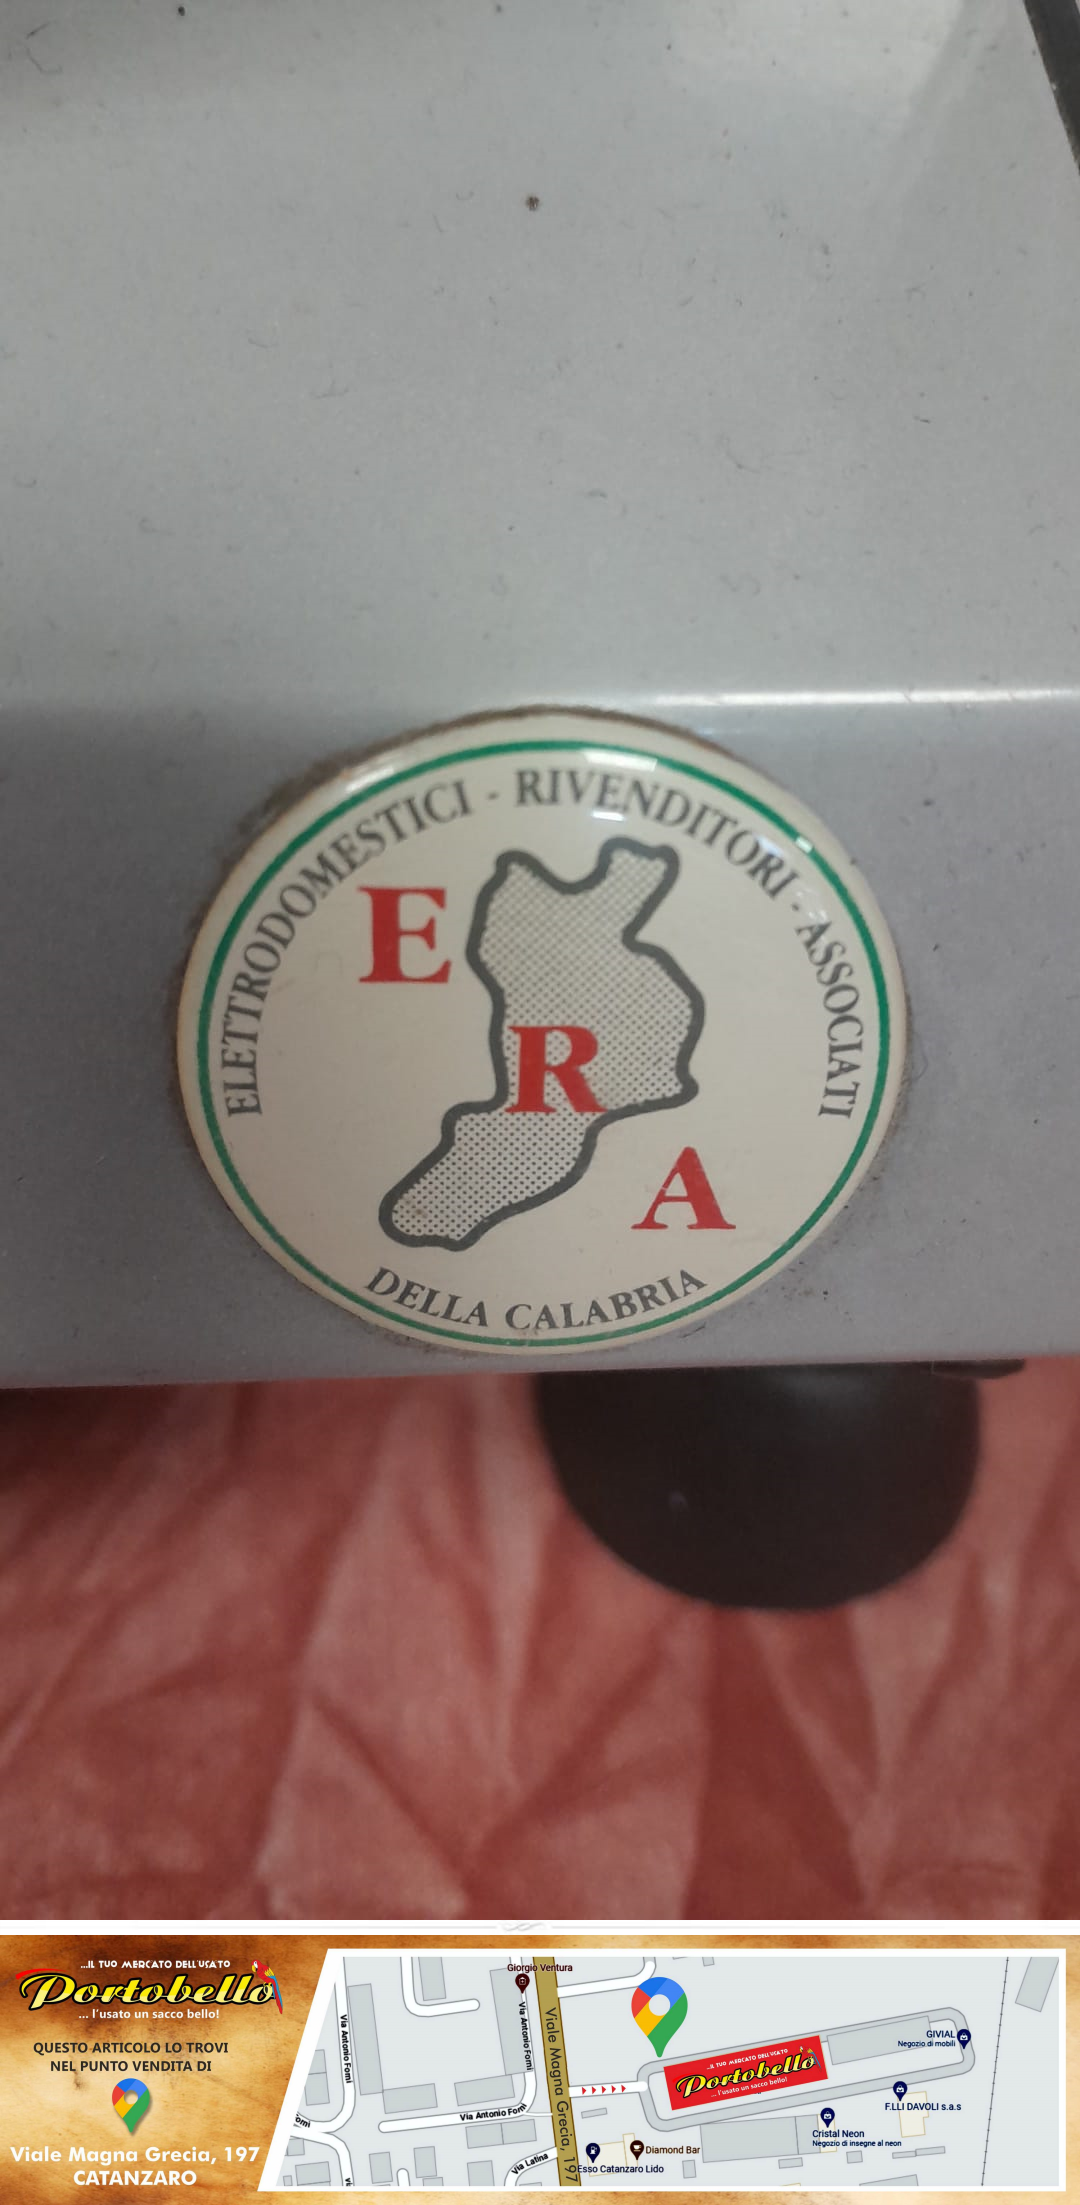 ELETTRODOMESTICI - RIVENDITORI - ASSOCIATI
E
R
A
DELLA CALABRIA
...IL TUO MERCATO DELL'USATO
Portobello
... l'usato un sacco bello!
QUESTO ARTICOLO LO TROVI
NEL PUNTO VENDITA DI
Viale Magna Grecia, 197
CATANZARO
Giorgio Ventura
Via Antonio Forni
Via Antonio Forni
Viale Magna Grecia, 197
Via Antonio Forni
Via Latina
...IL TUO MERCATO DELL'USATO
Portobello
... l'usato un sacco bello!
GIVIAL
Negozio di mobili
F.LLI DAVOLI s.a.s
Cristal Neon
Negozio di insegne al neon
Diamond Bar
Esso Catanzaro Lido